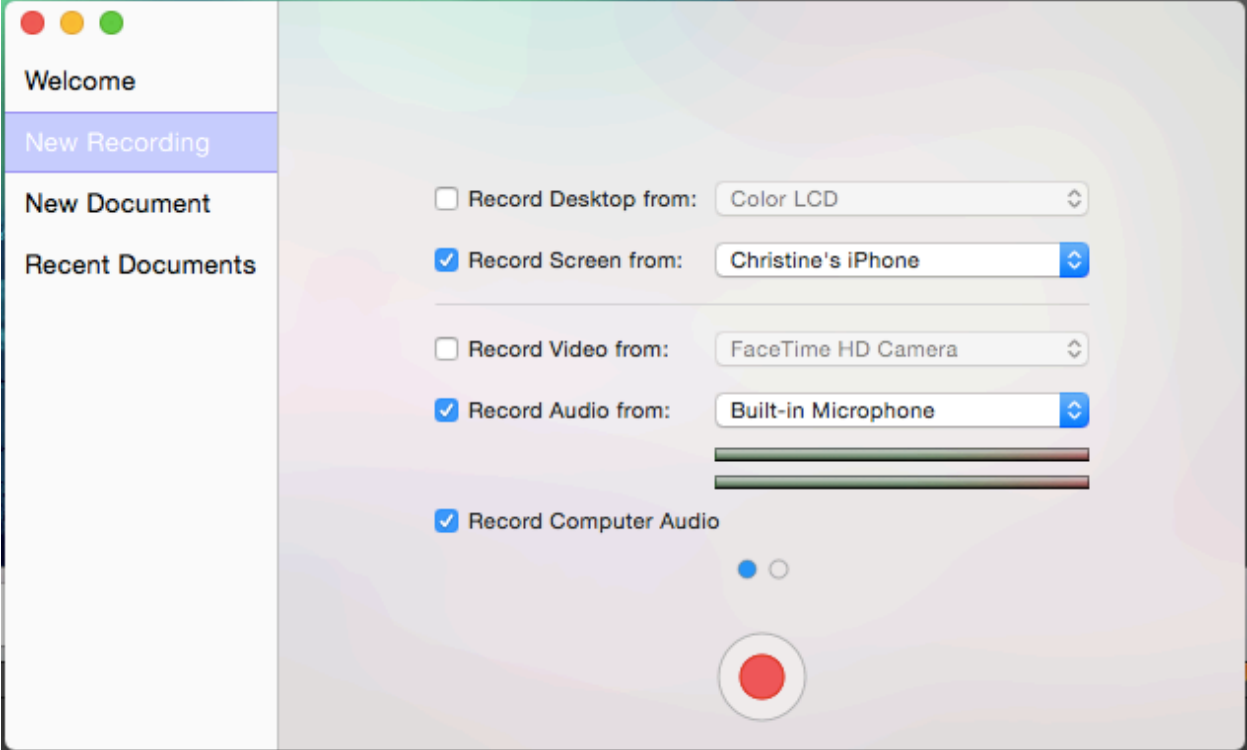 Welcome
New Recording
New Document
Recent Documents
Record Desktop from: Color LCD
Record Screen from: Christine's iPhone
Record Video from: FaceTime HD Camera
Record Audio from: Built-in Microphone
Record Computer Audio